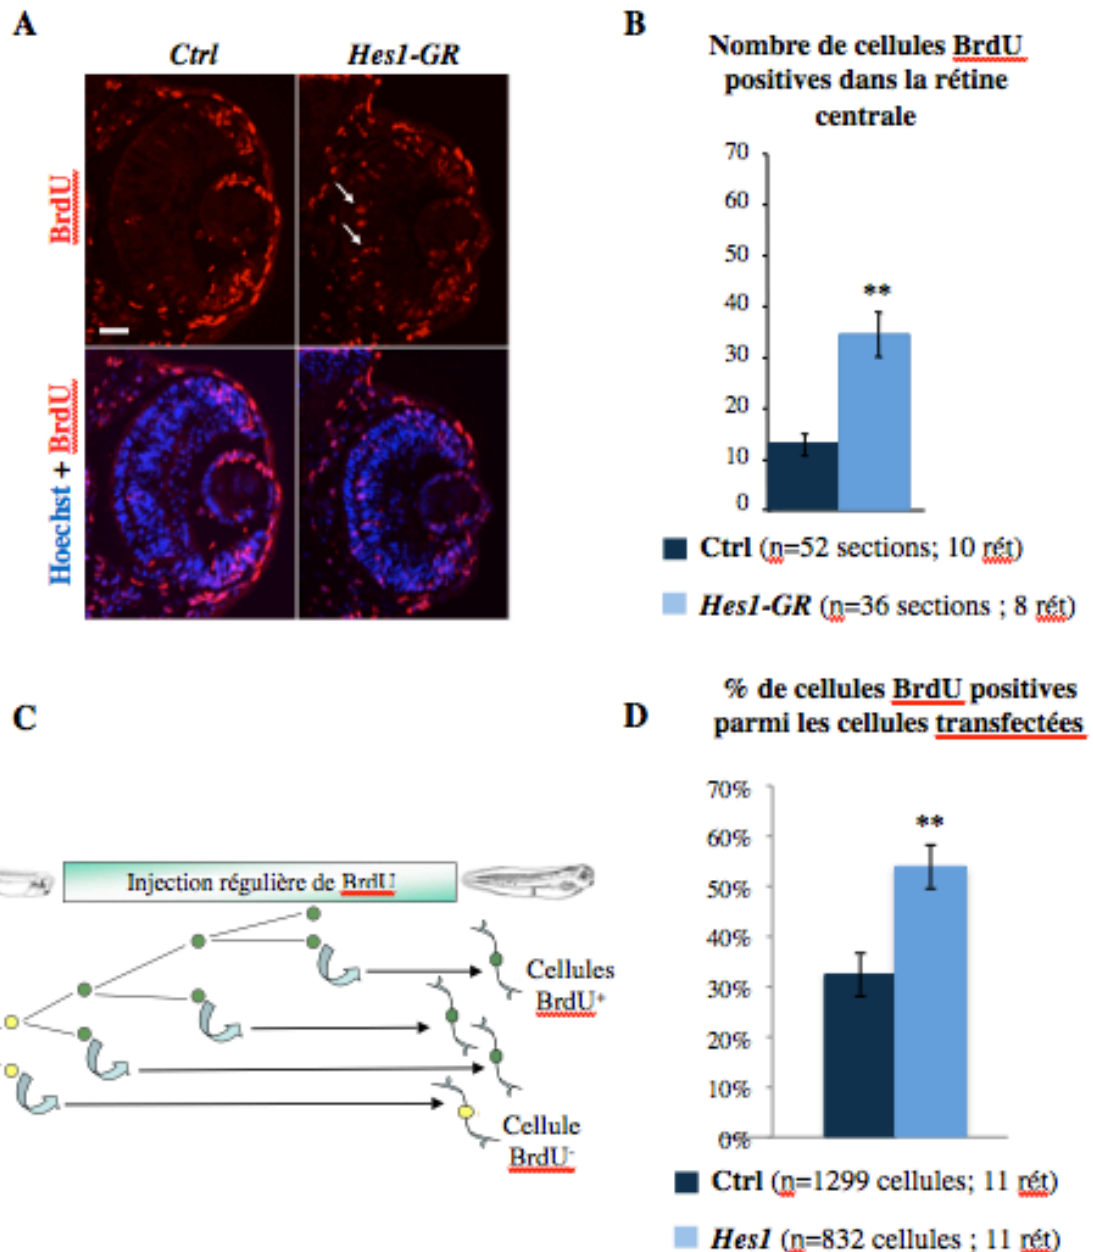 A
Ctrl
Hes1-GR
BrdU
Hoechst + BrdU
B
Nombre de cellules BrdU
positives dans la rétine
centrale
70
60
50
40
**
30
20
10
0
Ctrl (n=52 sections; 10 rét)
Hes1-GR (n=36 sections ; 8 rét)
C
Injection régulière de BrdU
Cellules
BrdU+
Cellule
BrdU-
D
% de cellules BrdU positives
parmi les cellules transfectées
70%
60%
**
50%
40%
30%
20%
10%
0%
Ctrl (n=1299 cellules; 11 rét)
Hes1 (n=832 cellules ; 11 rét)